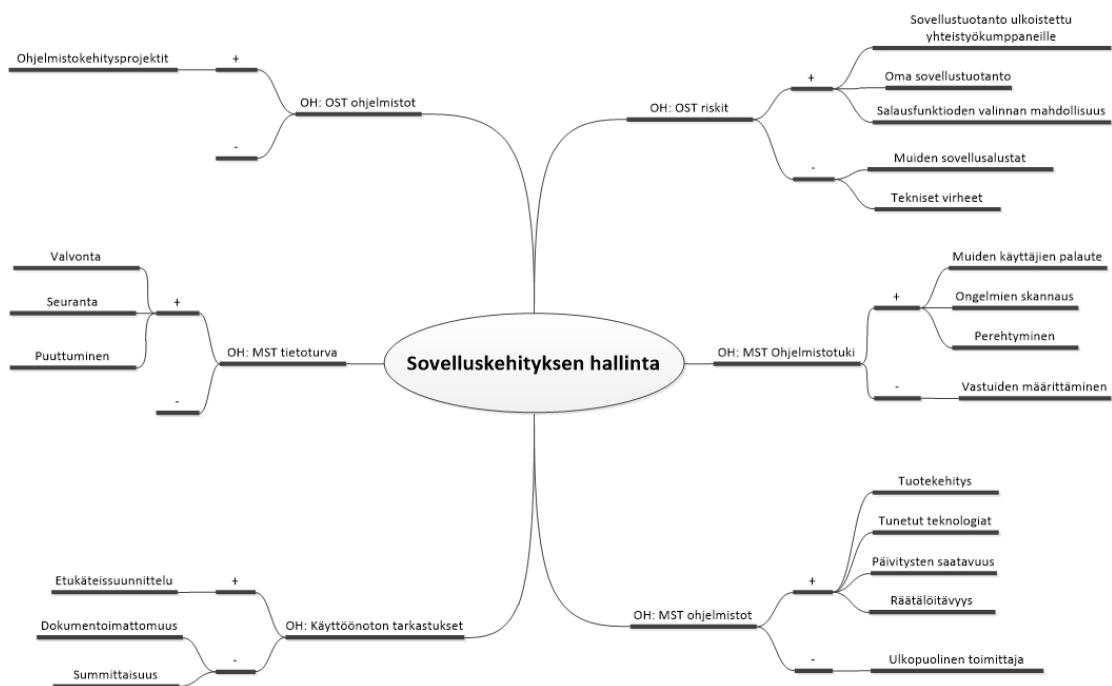 Sovelluskehityksen hallinta
OH: OST ohjelmistot
+
Ohjelmistokehitysprojektit
-
OH: MST tietoturva
+
Valvonta
Seuranta
Puuttuminen
-
OH: Käyttöönoton tarkastukset
+
Etukäteissuunnittelu
-
Dokumentoimattomuus
Summittaisuus
OH: OST riskit
+
Sovellustuotanto ulkoistettu
yhteistyökumppaneille
Oma sovellustuotanto
Salausfunktioden valinnan mahdollisuus
-
Muiden sovellusalustat
Tekniset virheet
OH: MST Ohjelmistotuki
+
Muiden käyttäjien palaute
Ongelmien skannaus
Perehtyminen
-
Vastuiden määrittäminen
OH: MST ohjelmistot
+
Tuotekehitys
Tunetut teknologiat
Päivitysten saatavuus
Räätälöitävyys
-
Ulkopuolinen toimittaja